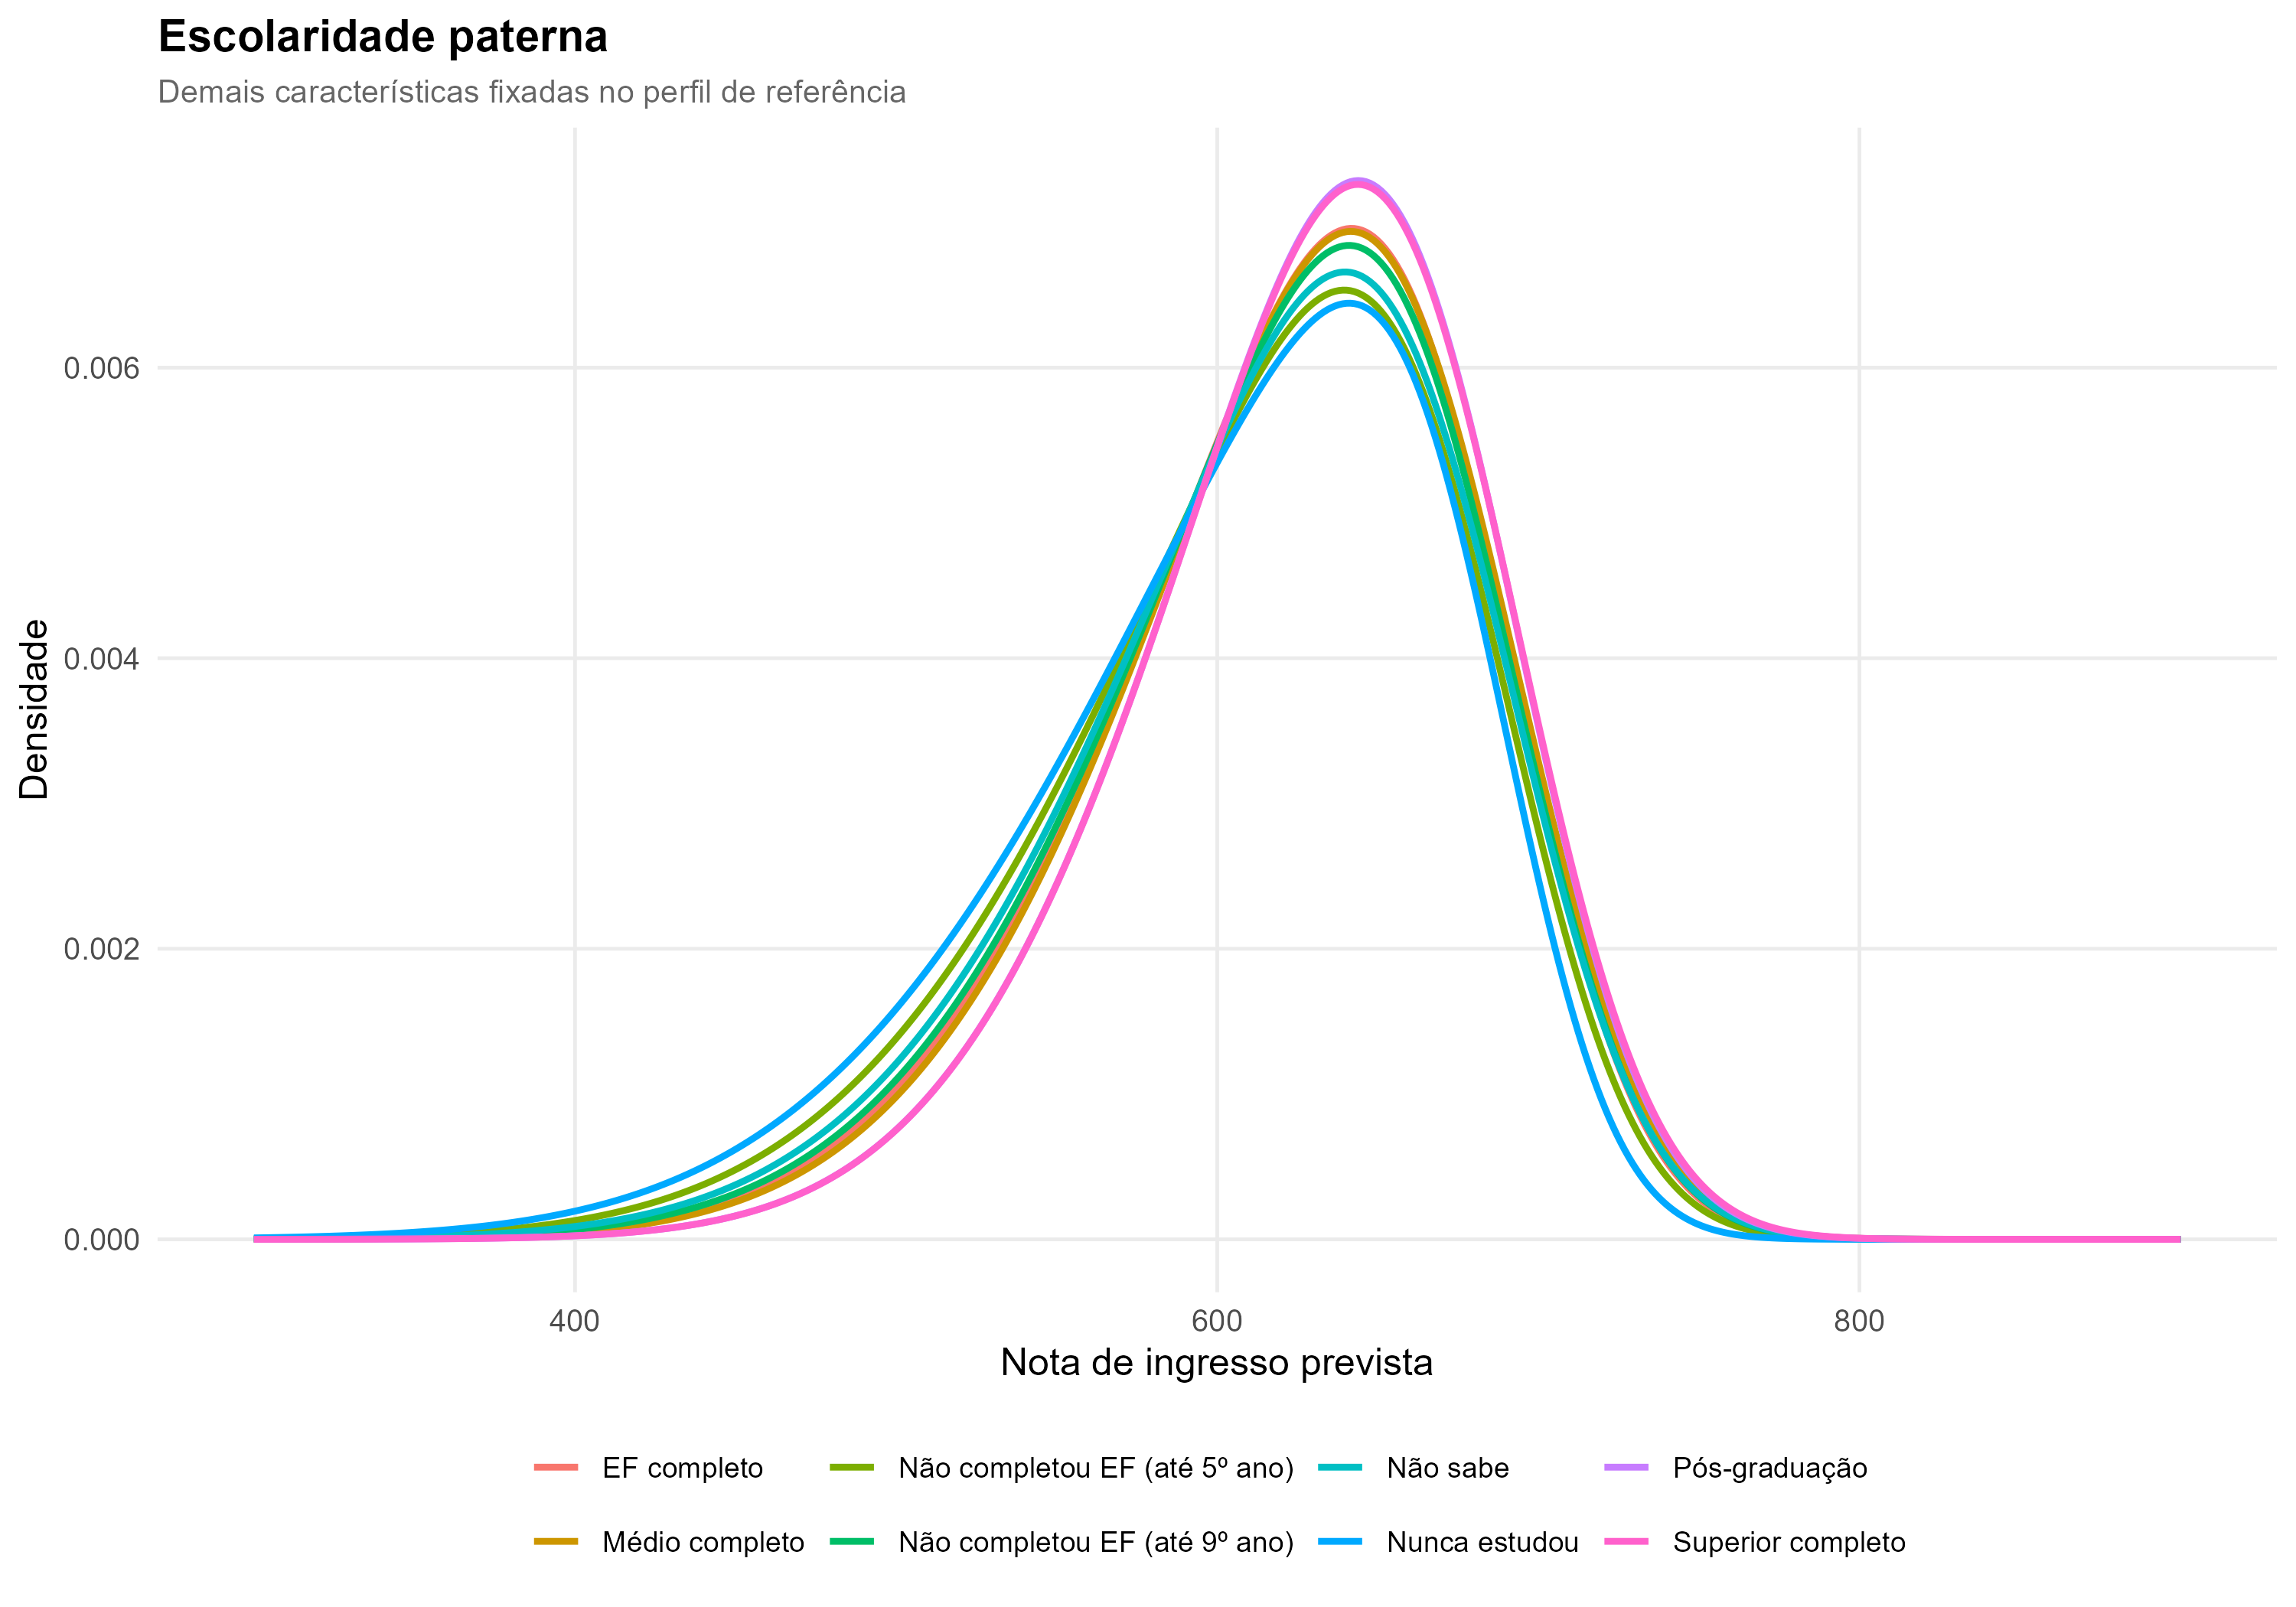 Escolaridade paterna
Demais características fixadas no perfil de referência
Densidade
0.006
0.004
0.002
0.000
400 600 800
Nota de ingresso prevista
EF completo Não completou EF (até 5º ano) Não sabe Pós-graduação
Médio completo Não completou EF (até 9º ano) Nunca estudou Superior completo